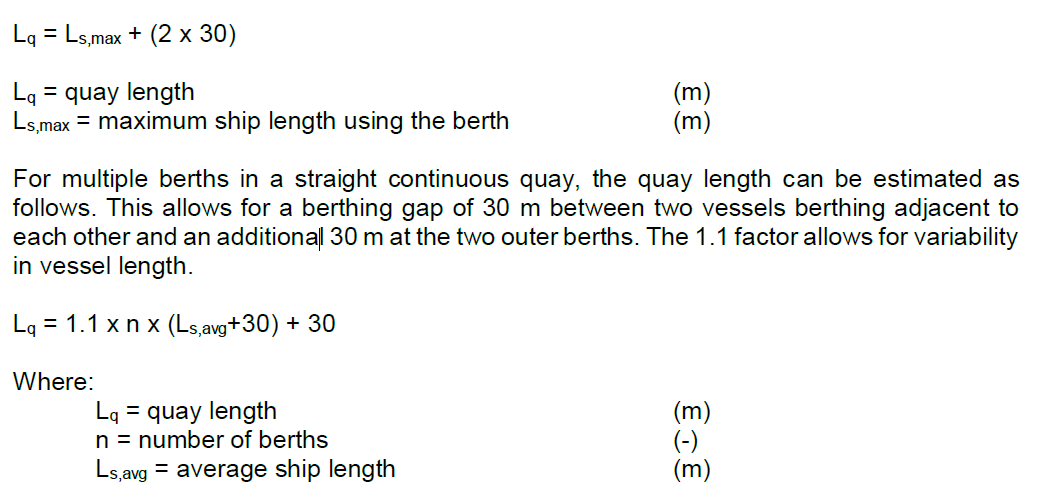 Lq = Ls,max + (2 x 30)
Lq = quay length (m)
Ls,max = maximum ship length using the berth (m)
For multiple berths in a straight continuous quay, the quay length can be estimated as
follows. This allows for a berthing gap of 30 m between two vessels berthing adjacent to
each other and an additional 30 m at the two outer berths. The 1.1 factor allows for variability
in vessel length.
Lq = 1.1 x n x (Ls,avg+30) + 30
Where:
Lq = quay length (m)
n = number of berths (-)
Ls,avg = average ship length (m)